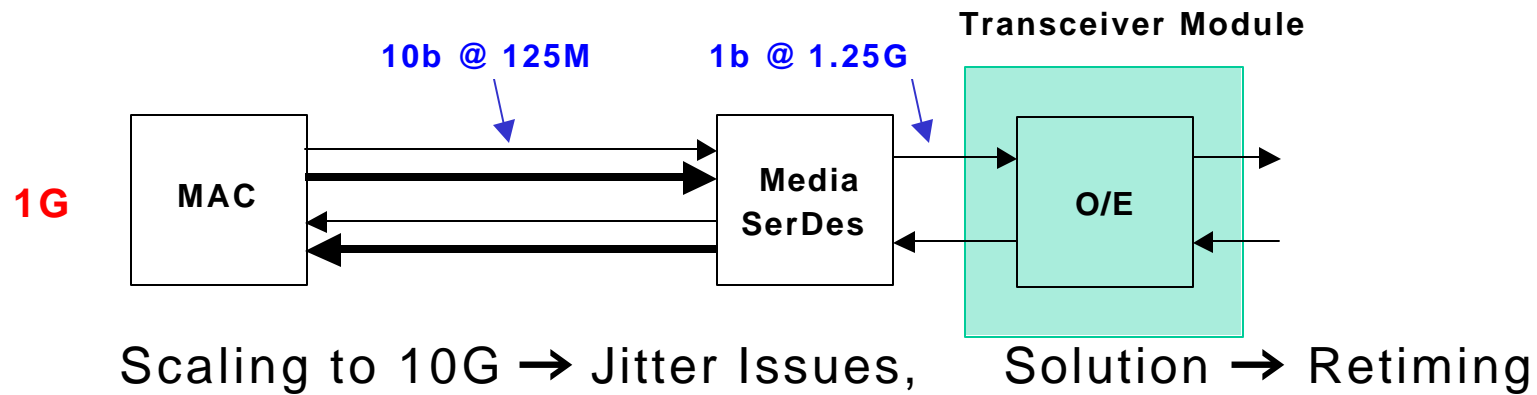 Transceiver Module
10b @ 125M
1b @ 1.25G
1G
MAC
Media
SerDes
O/E
Scaling to 10G → Jitter Issues, Solution → Retiming